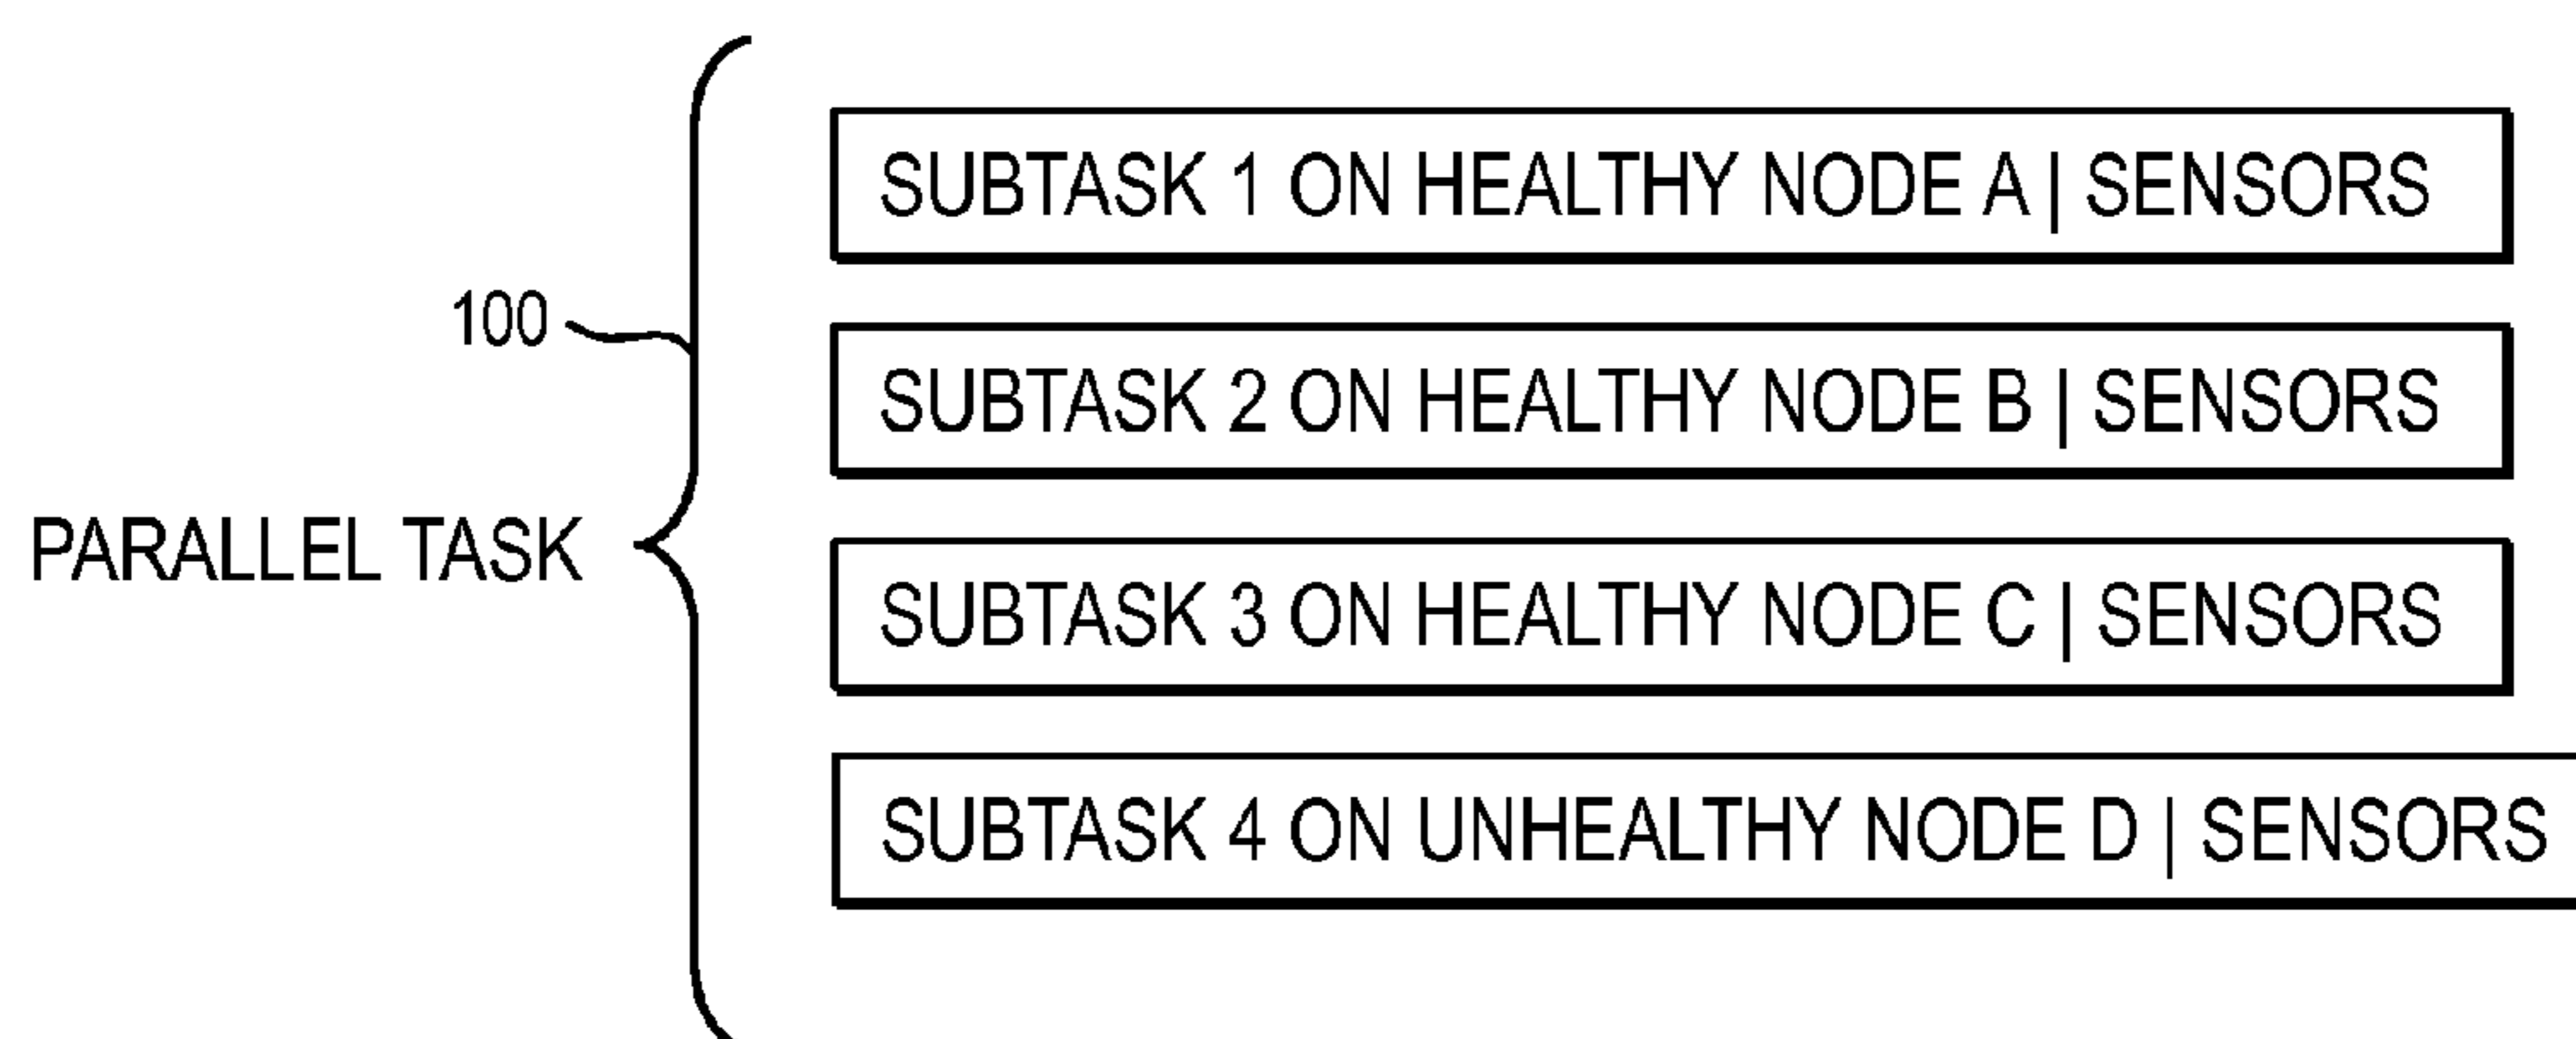 SUBTASK 1 ON HEALTHY NODE A | SENSORS
100
SUBTASK 2 ON HEALTHY NODE B | SENSORS
PARALLEL TASK
SUBTASK 3 ON HEALTHY NODE C | SENSORS
SUBTASK 4 ON UNHEALTHY NODE D | SENSORS